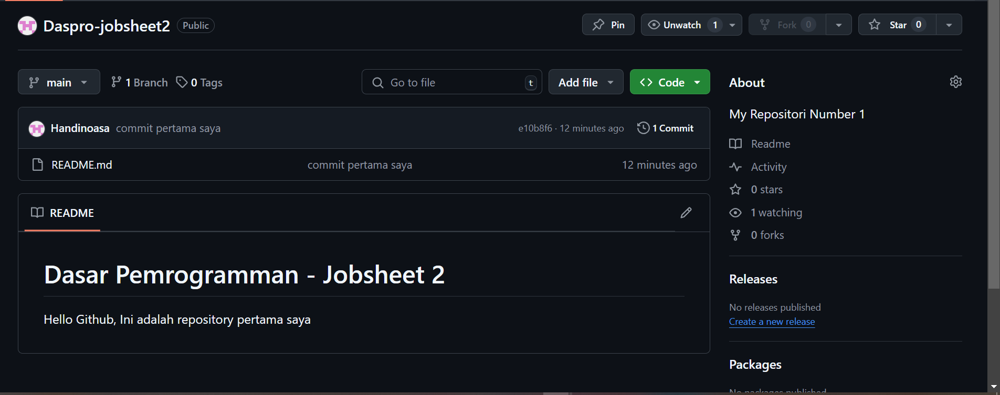 Daspro-jobsheet2 Public Pin Unwatch 1 Fork 0 Star 0
main 1 Branch 0 Tags Go to file t Add file Code
Handinoasa commit pertama saya e10b8f6 · 12 minutes ago 1 Commit
README.md commit pertama saya 12 minutes ago
README
Dasar Pemrogramman - Jobsheet 2
Hello Github, Ini adalah repository pertama saya
About
My Repositori Number 1
Readme
Activity
0 stars
1 watching
0 forks
Releases
No releases published
Create a new release
Packages
No packages published